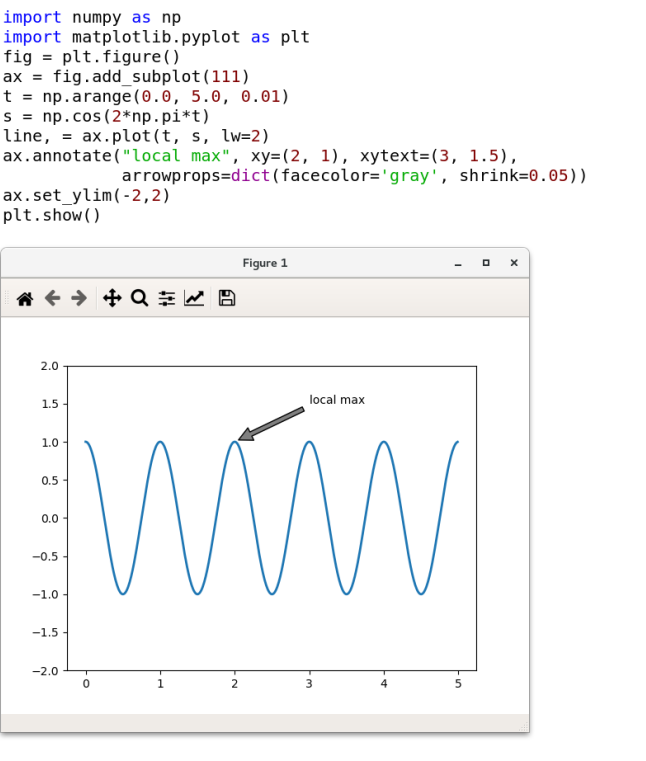 import numpy as np
import matplotlib.pyplot as plt
fig = plt.figure()
ax = fig.add_subplot(111)
t = np.arange(0.0, 5.0, 0.01)
s = np.cos(2*np.pi*t)
line, = ax.plot(t, s, lw=2)
ax.annotate("local max", xy=(2, 1), xytext=(3, 1.5),
            arrowprops=dict(facecolor='gray', shrink=0.05))
ax.set_ylim(-2,2)
plt.show()
Figure 1
2.0
1.5
local max
1.0
0.5
0.0
−0.5
−1.0
−1.5
−2.0
0 1 2 3 4 5